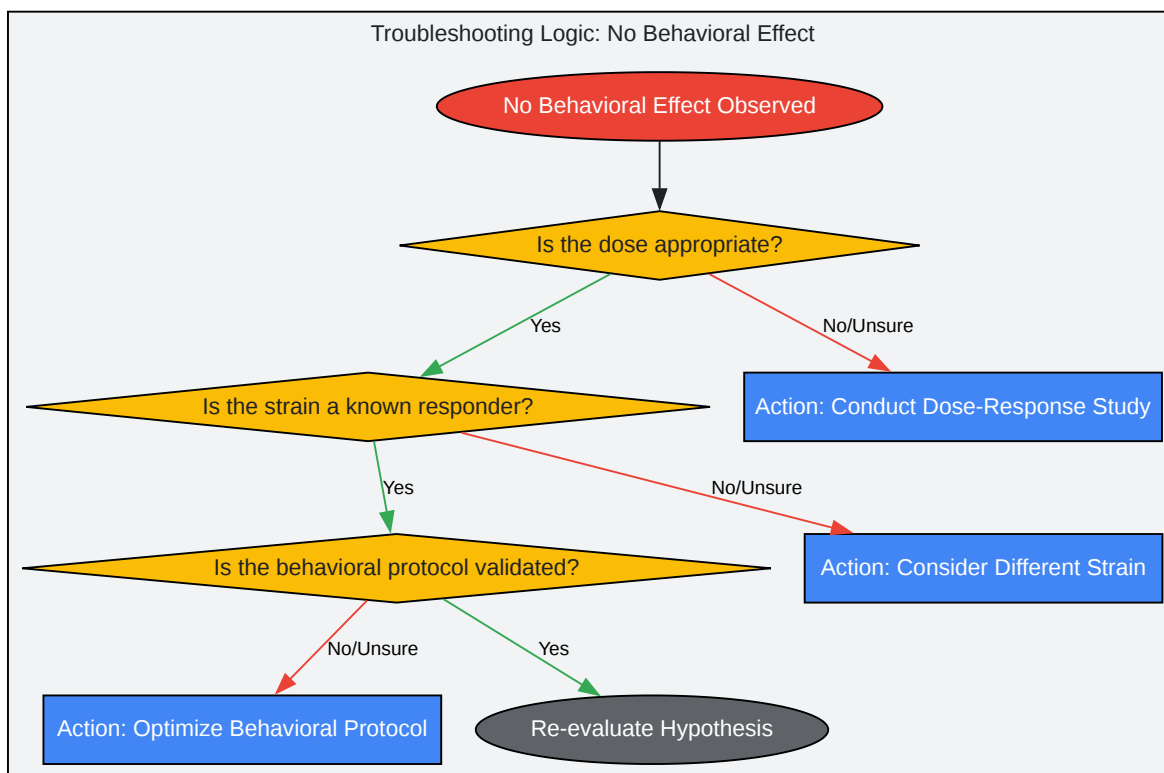 Troubleshooting Logic: No Behavioral Effect
No Behavioral Effect Observed
Is the dose appropriate?
Yes
No/Unsure
Is the strain a known responder?
Action: Conduct Dose-Response Study
Yes
No/Unsure
Is the behavioral protocol validated?
Action: Consider Different Strain
No/Unsure
Yes
Action: Optimize Behavioral Protocol
Re-evaluate Hypothesis